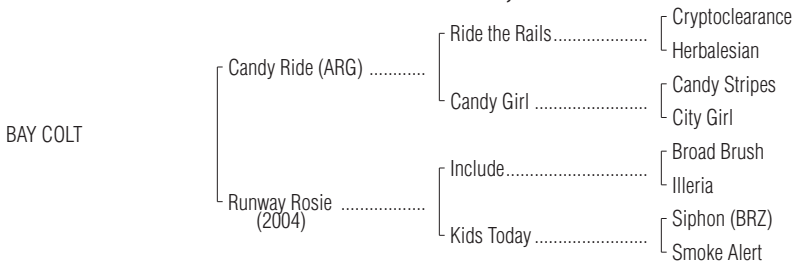 Cryptoclearance
Ride the Rails....................
Herbalesian
Candy Ride (ARG) ............
Candy Stripes
Candy Girl ........................
City Girl
BAY COLT
Broad Brush
Include..............................
Illeria
Runway Rosie ..................
(2004)
Siphon (BRZ)
Kids Today ........................
Smoke Alert